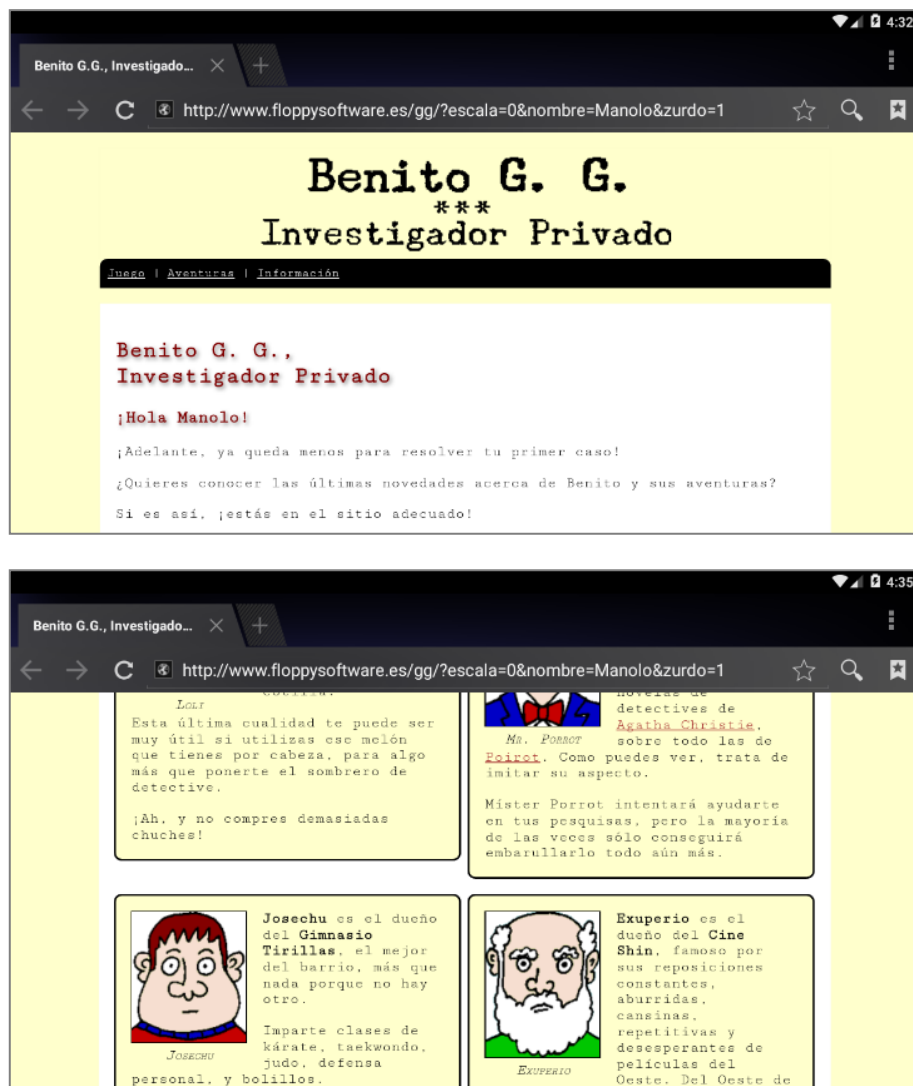 4:32
Benito G.G., Investigado...
http://www.floppysoftware.es/gg/?escala=0&nombre=Manolo&zurdo=1
Benito G. G.
***
Investigador Privado
Juego | Aventuras | Información
Benito G. G.,
Investigador Privado
¡Hola Manolo!
¡Adelante, ya queda menos para resolver tu primer caso!
¿Quieres conocer las últimas novedades acerca de Benito y sus aventuras?
Si es así, ¡estás en el sitio adecuado!
4:35
Benito G.G., Investigado...
http://www.floppysoftware.es/gg/?escala=0&nombre=Manolo&zurdo=1
Loli
Esta última cualidad te puede ser
muy útil si utilizas ese melón
que tienes por cabeza, para algo
más que ponerte el sombrero de
detective.
¡Ah, y no compres demasiadas
chuches!
novelas de
detectives de
Agatha Christie,
Mr. Porrot
sobre todo las de
Poirot. Como puedes ver, trata de
imitar su aspecto.
Míster Porrot intentará ayudarte
en tus pesquisas, pero la mayoría
de las veces sólo conseguirá
embarullarlo todo aún más.
Josechu es el dueño
del Gimnasio
Tirillas, el mejor
del barrio, más que
nada porque no hay
otro.
Imparte clases de
kárate, taekwondo,
judo, defensa
Josechu
personal, y bolillos.
Exuperio es el
dueño del Cine
Shin, famoso por
sus reposiciones
constantes,
aburridas,
cansinas,
repetitivas y
desesperantes de
películas del
Exuperio
Oeste. Del Oeste de